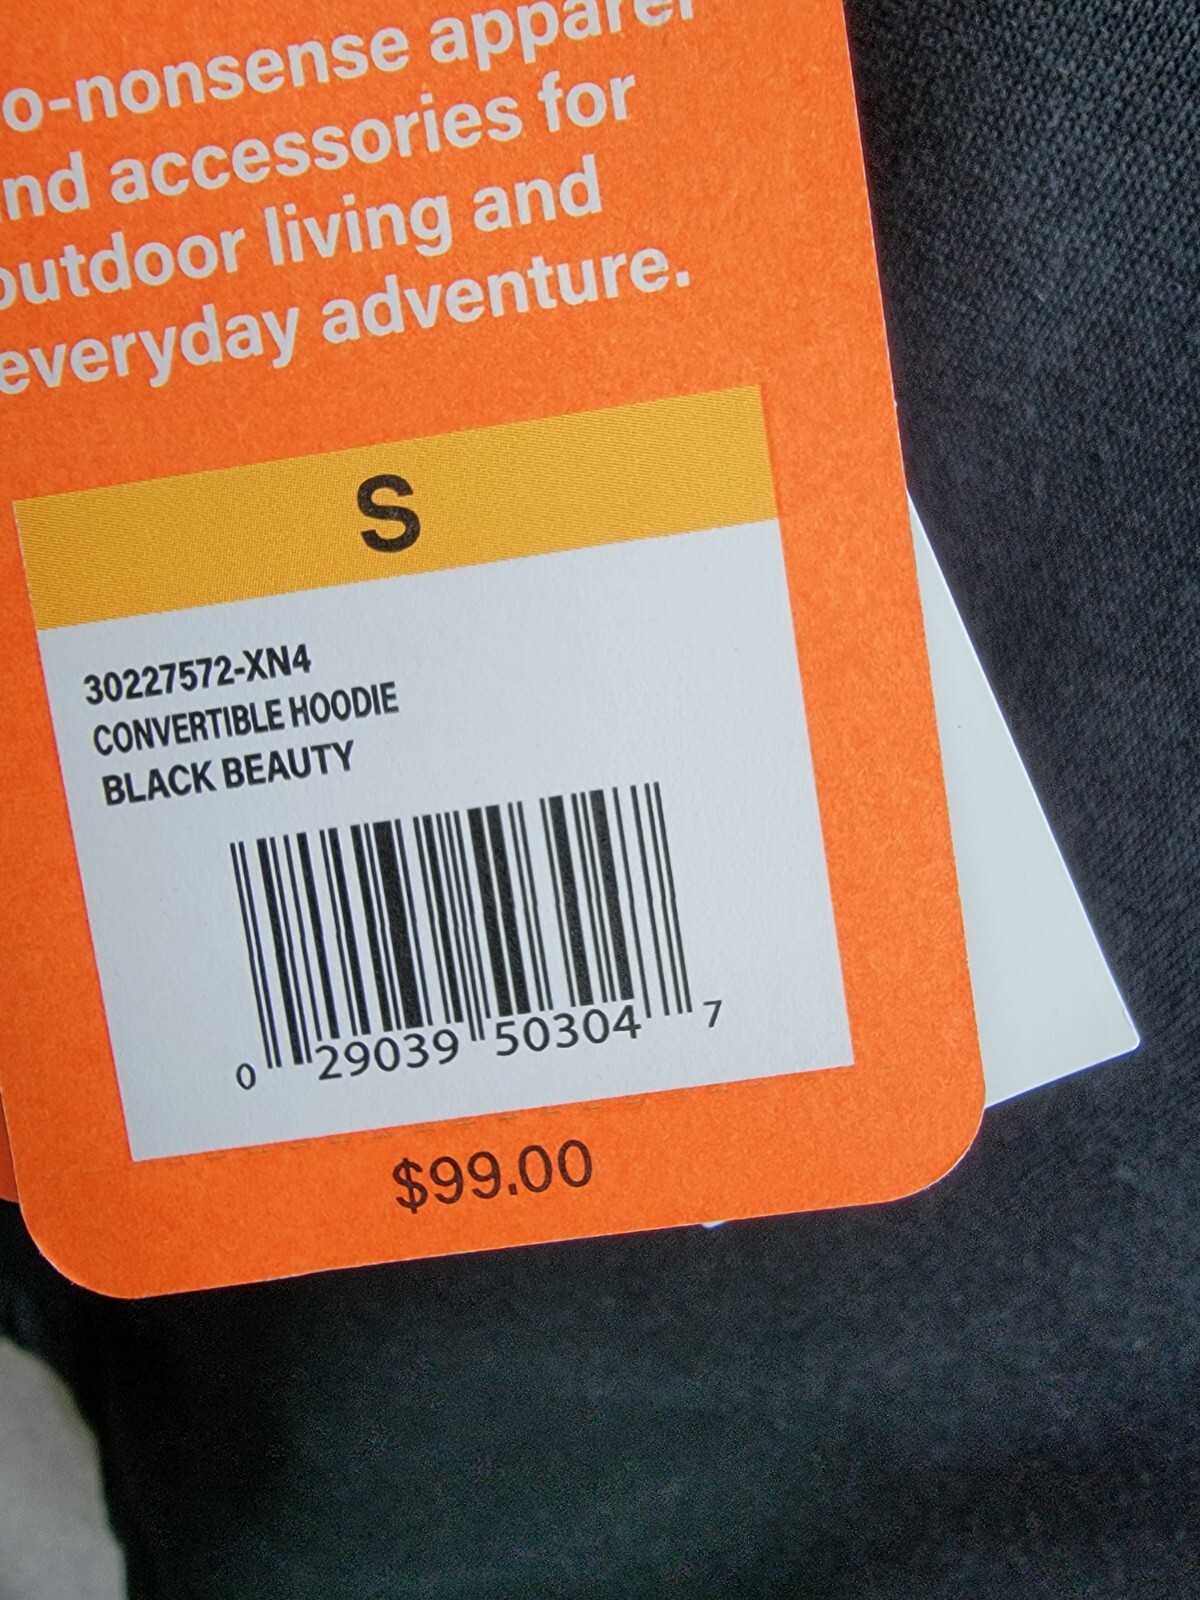 o-nonsense apparel
nd accessories for
outdoor living and
everyday adventure.
S
30227572-XN4
CONVERTIBLE HOODIE
BLACK BEAUTY
0 29039 50304 7
$99.00